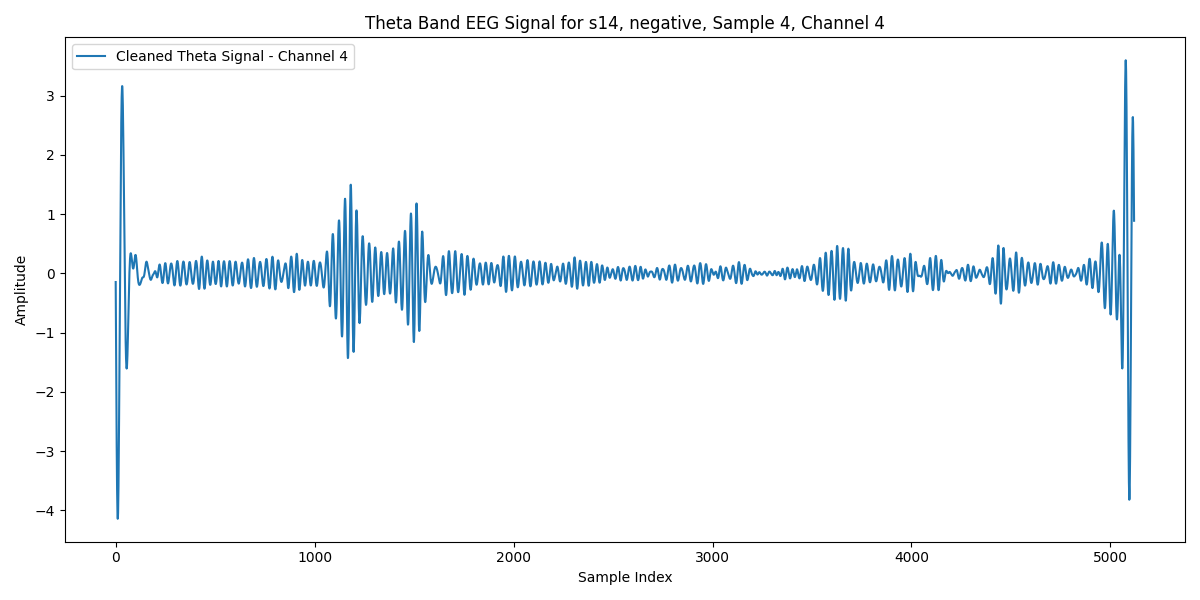 Theta Band EEG Signal for s14, negative, Sample 4, Channel 4
Cleaned Theta Signal - Channel 4
Amplitude
3
2
1
0
−1
−2
−3
−4
0 1000 2000 3000 4000 5000
Sample Index